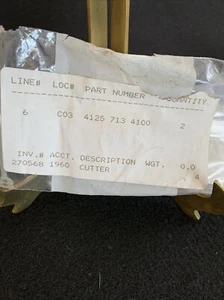 LINE# LOC# PART NUMBER QUANTITY
6 C03 4125 713 4100 2
INV.# ACCT. DESCRIPTION WGT. 0.0
270568 1960 CUTTER 4